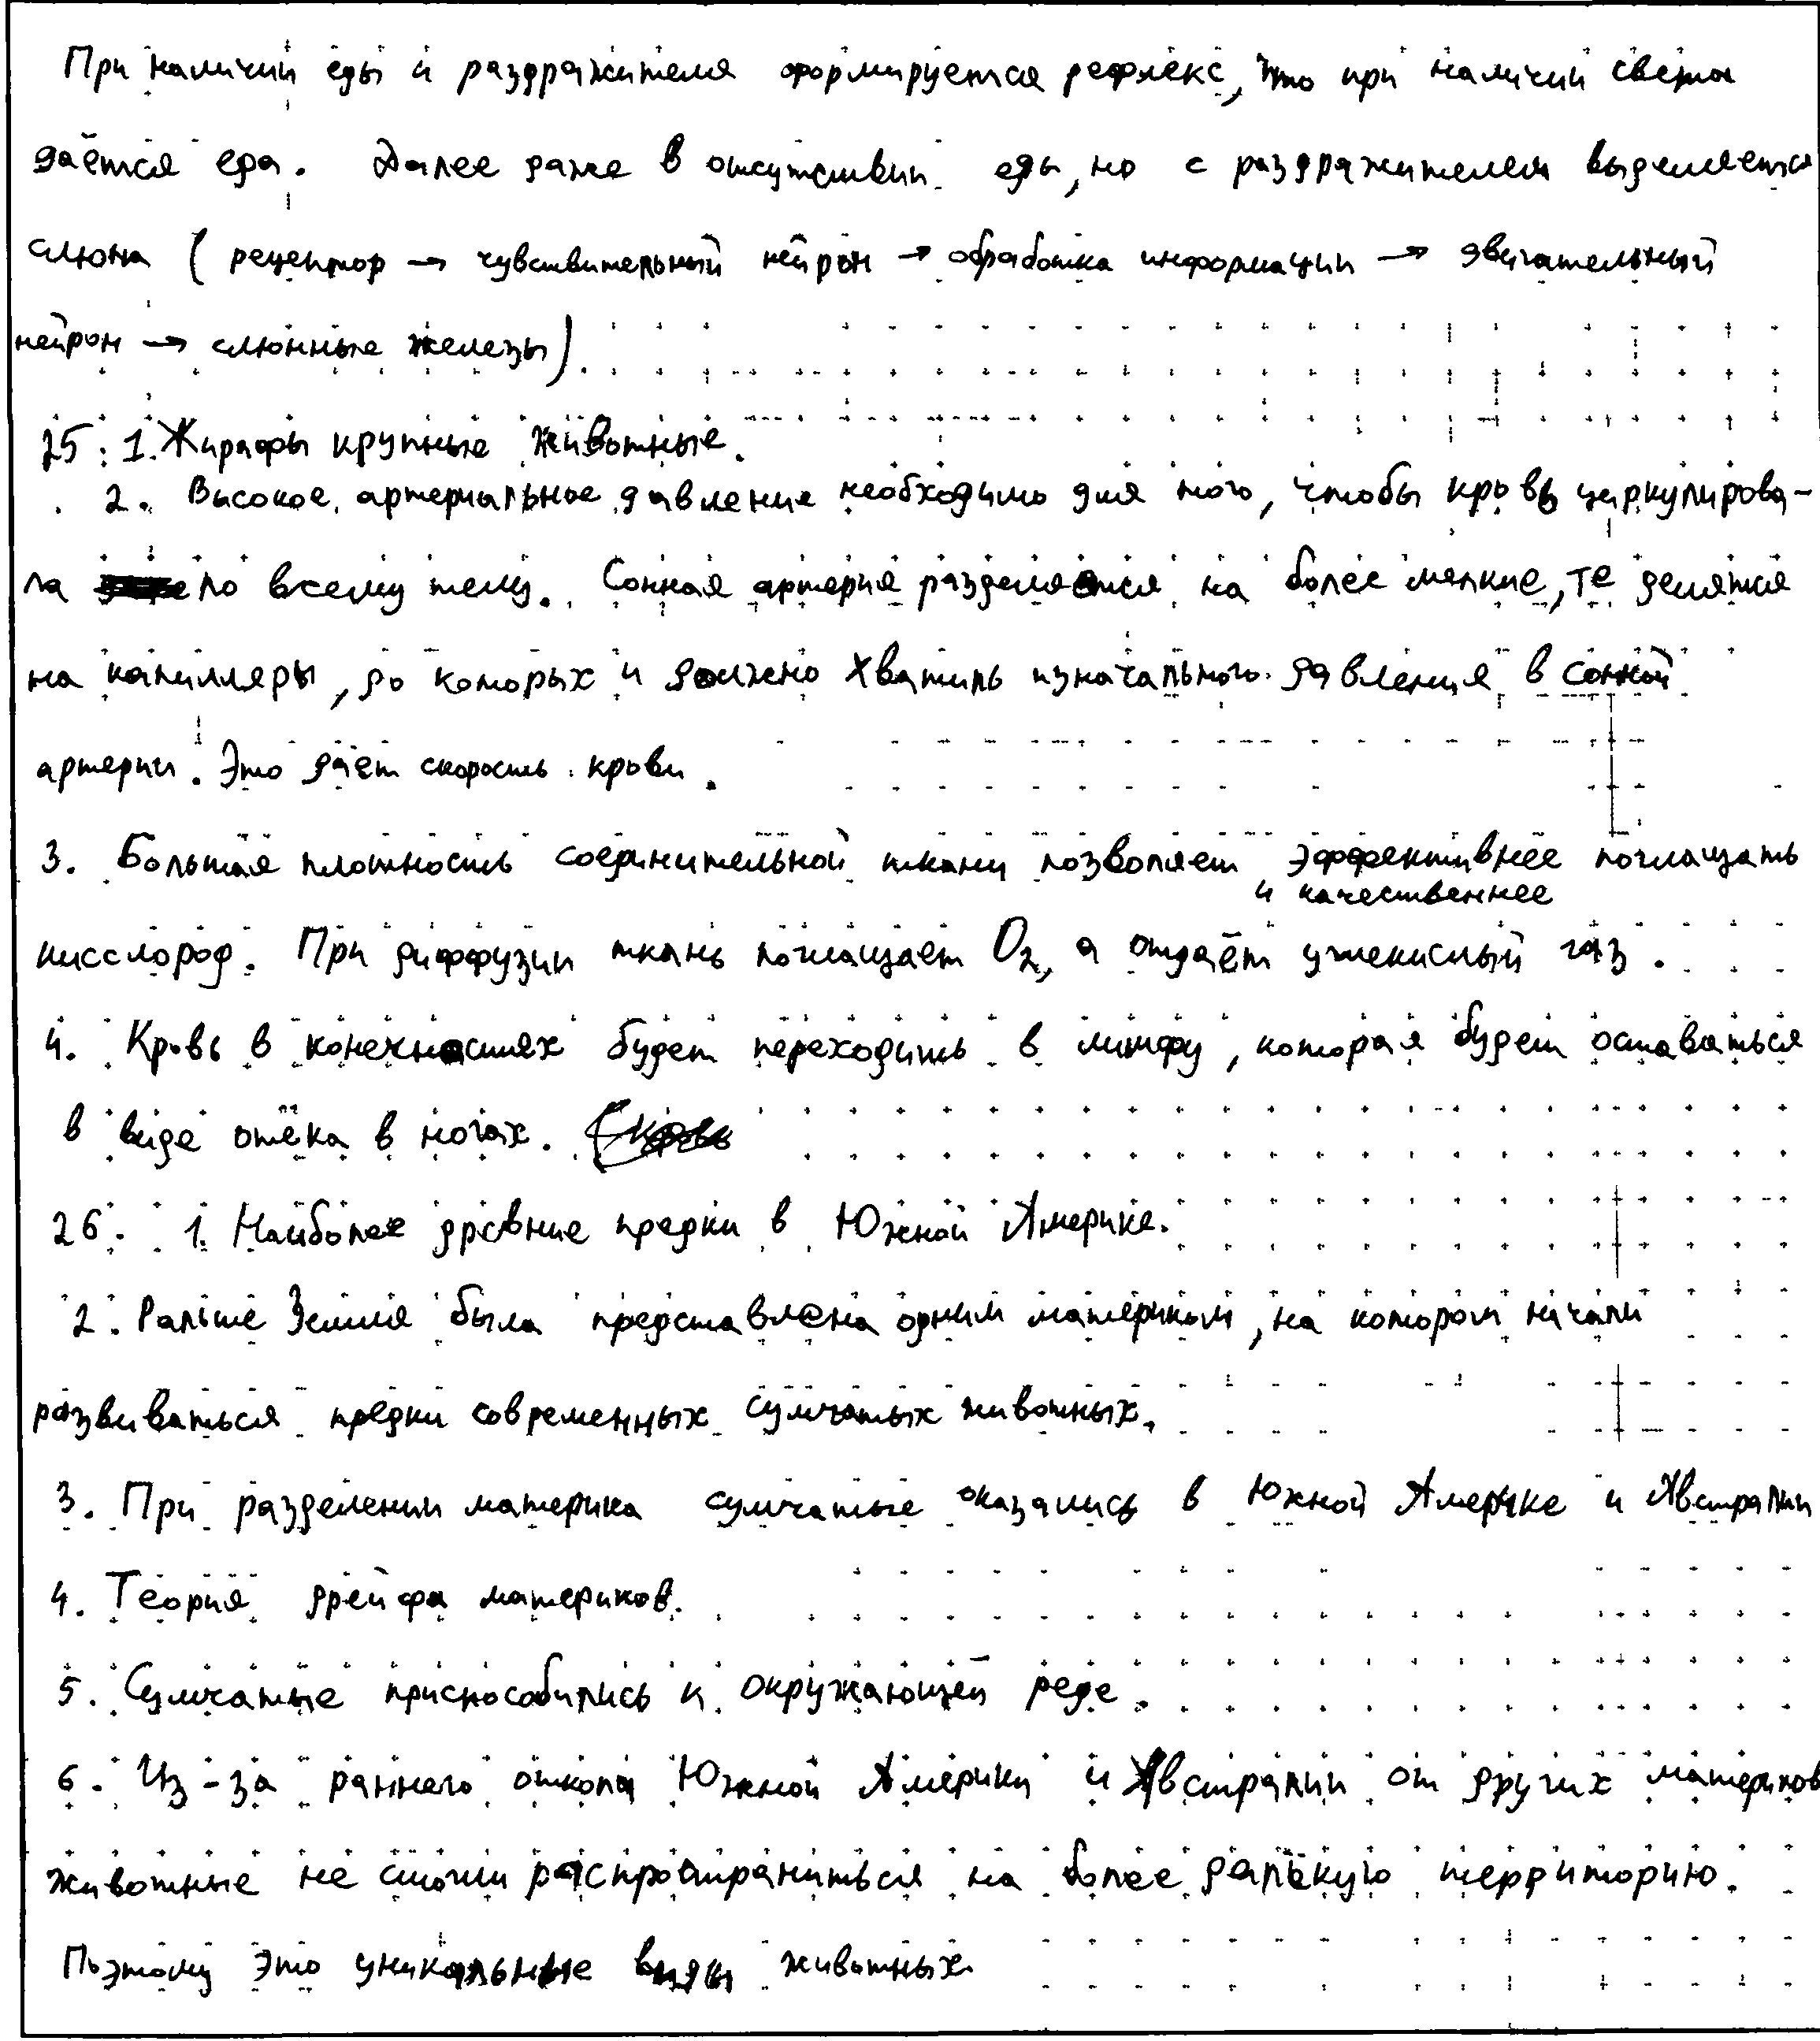 При наличии еды и раздражителя формируется рефлекс, что при наличии света
даётся еда. Далее даже в отсутствии еды, но с раздражителем выделяется
слюна (рецептор → чувствительный нейрон → обработка информации → двигательный
нейрон → слюнные железы).
25. 1. Жирафы крупные животные.
2. Высокое артериальное давление необходимо для того, чтобы кровь циркулирова-
ла по всему телу. Сонная артерия разделяется на более мелкие, те делятся
на капилляры, до которых и должно хватить изначального давления в сонной
артерии. Это даёт скорость крови.
3. Большая плотность соединительной ткани позволяет эффективнее поглощать
и качественнее
кисслород. При диффузии ткань поглощает O₂, а отдаёт углекислый газ.
4. Кровь в конечностях будет переходить в лимфу, которая будет оставаться
в виде отёка в ногах.
26. 1. Наиболее древние предки в Южной Америке.
2. Раньше Земля была представлена одним материком, на котором начали
развиваться предки современных сумчатых животных.
3. При разделении материка сумчатые оказались в Южной Америке и Австралии
4. Теория дрейфа материков.
5. Сумчатые приспособились к окружающей реде.
6. Из-за раннего откола Южной Америки и Австралии от других материков
животные не смогли распространиться на более далёкую территорию.
Поэтому это уникальные виды животных